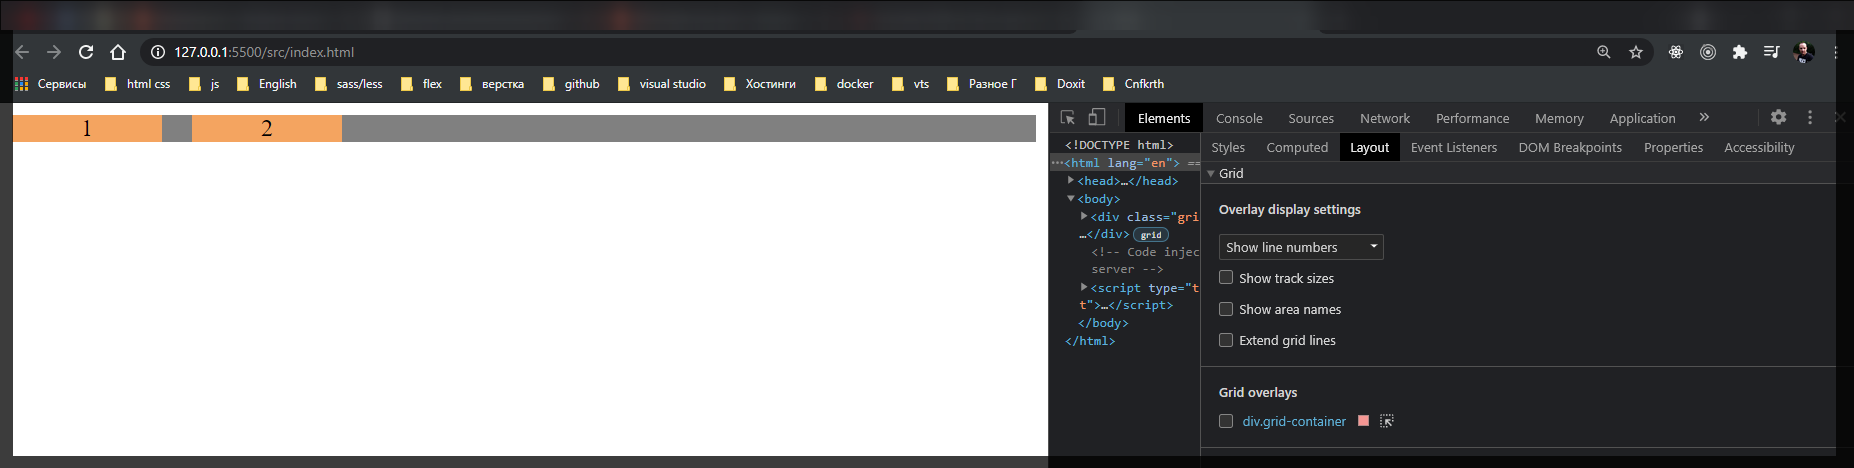 127.0.0.1:5500/src/index.html
Сервисы html css js English sass/less flex верстка github visual studio Хостинги docker vts Разное Г Doxit Cnfkrth
1 2
Elements Console Sources Network Performance Memory Application »
<!DOCTYPE html>
⋯<html lang="en"> ==
<head>…</head>
<body>
<div class="gri
…</div> grid
<!-- Code injec
server -->
<script type="t
t">…</script>
</body>
</html>
Styles Computed Layout Event Listeners DOM Breakpoints Properties Accessibility
Grid
Overlay display settings
Show line numbers
Show track sizes
Show area names
Extend grid lines
Grid overlays
div.grid-container